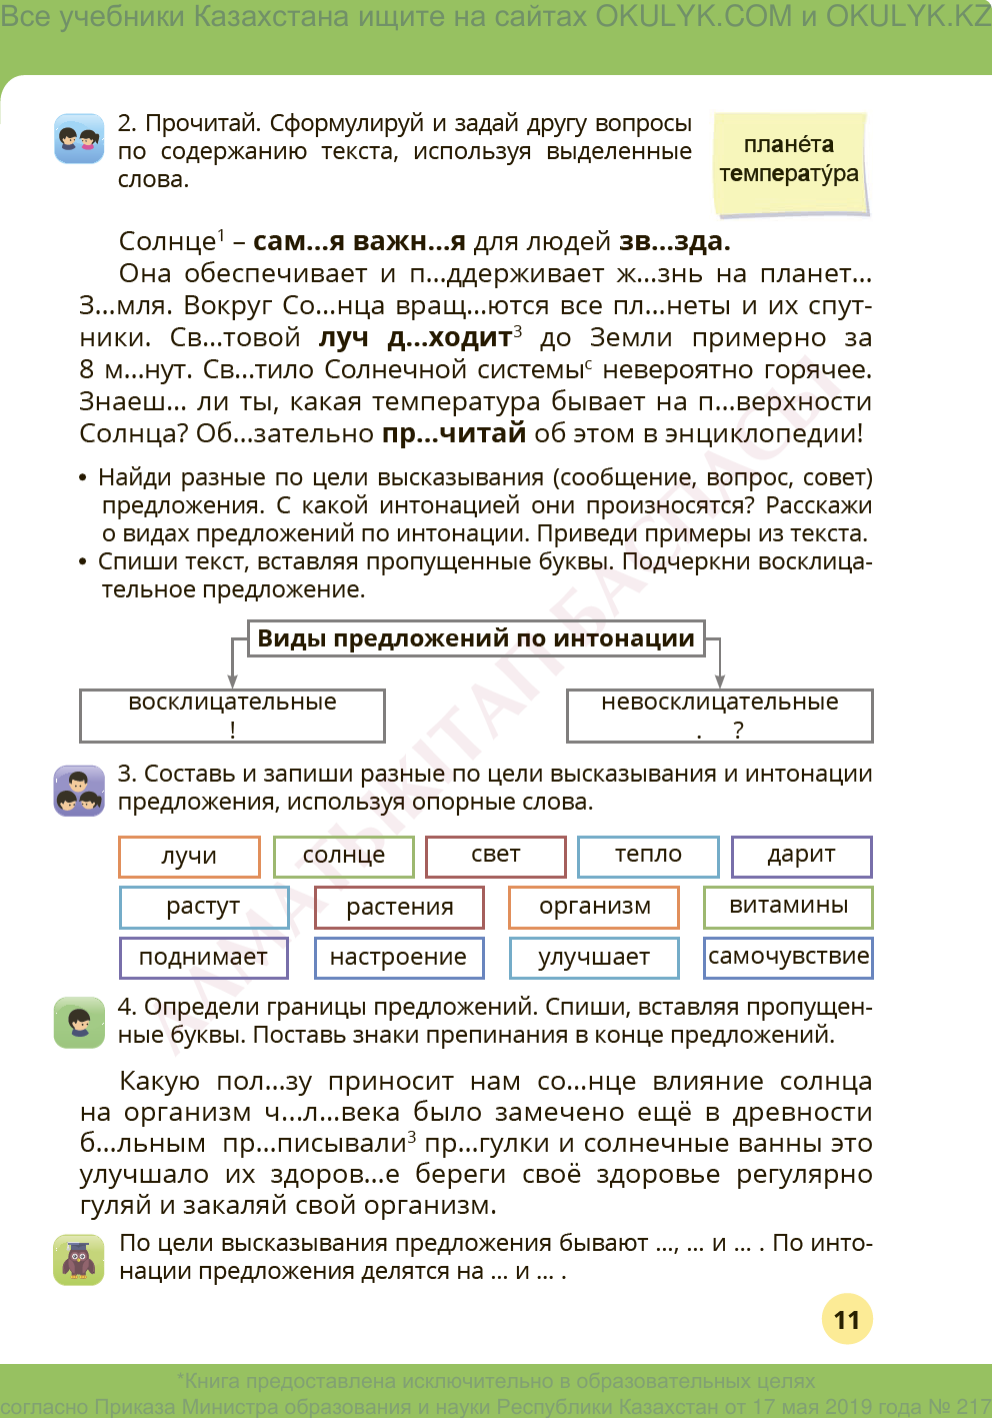 Все учебники Казахстана ищите на сайтах OKULYK.COM и OKULYK.KZ
2. Прочитай. Сформулируй и задай другу вопросы
по содержанию текста, используя выделенные
слова.
плане́та
температу́ра
Солнце¹ – сам...я важн...я для людей зв...зда.
Она обеспечивает и п...ддерживает ж...знь на планет...
З...мля. Вокруг Со...нца вращ...ются все пл...неты и их спут-
ники. Св...товой луч д...ходит³ до Земли примерно за
8 м...нут. Св...тило Солнечной системыᶜ невероятно горячее.
Знаеш... ли ты, какая температура бывает на п...верхности
Солнца? Об...зательно пр...читай об этом в энциклопедии!
• Найди разные по цели высказывания (сообщение, вопрос, совет)
предложения. С какой интонацией они произносятся? Расскажи
о видах предложений по интонации. Приведи примеры из текста.
• Спиши текст, вставляя пропущенные буквы. Подчеркни восклица-
тельное предложение.
Виды предложений по интонации
восклицательные
!
невосклицательные
. ?
3. Составь и запиши разные по цели высказывания и интонации
предложения, используя опорные слова.
лучи солнце свет тепло дарит
растут растения организм витамины
поднимает настроение улучшает самочувствие
4. Определи границы предложений. Спиши, вставляя пропущен-
ные буквы. Поставь знаки препинания в конце предложений.
Какую пол...зу приносит нам со...нце влияние солнца
на организм ч...л...века было замечено ещё в древности
б...льным пр...писывали³ пр...гулки и солнечные ванны это
улучшало их здоров...е береги своё здоровье регулярно
гуляй и закаляй свой организм.
По цели высказывания предложения бывают ..., ... и ... . По инто-
нации предложения делятся на ... и ... .
11
АЛМАТЫКІТАП БАСПАСЫ
*Книга предоставлена исключительно в образовательных целях
согласно Приказа Министра образования и науки Республики Казахстан от 17 мая 2019 года № 217